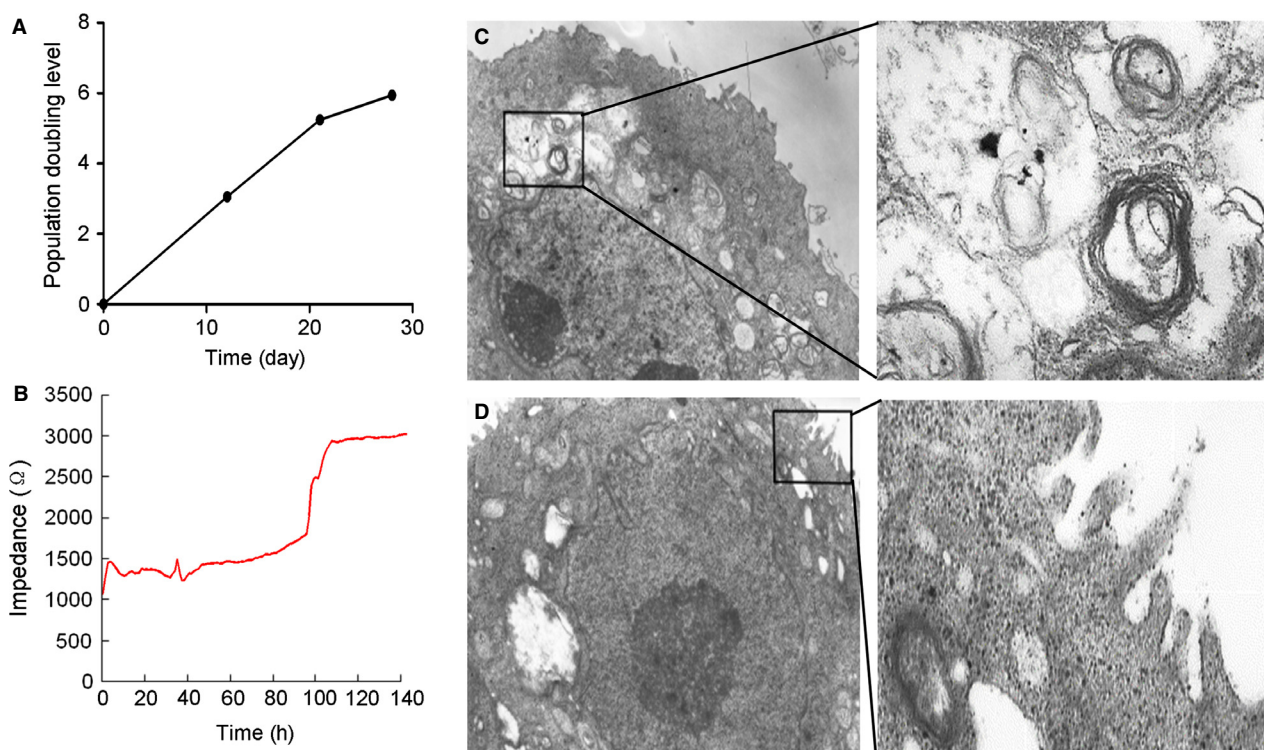 A
Population doubling level
8
6
4
2
0
0 10 20 30
Time (day)
B
Impedance ( Ω )
3500
3000
2500
2000
1500
1000
500
0
0 20 40 60 80 100 120 140
Time (h)
C
D